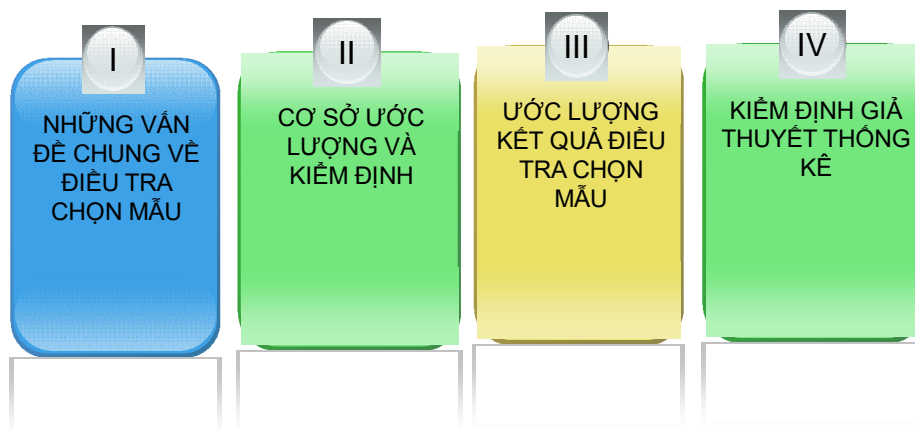 I
NHỮNG VẤN
ĐỀ CHUNG VỀ
ĐIỀU TRA
CHỌN MẪU
II
CƠ SỞ ƯỚC
LƯỢNG VÀ
KIỂM ĐỊNH
III
ƯỚC LƯỢNG
KẾT QUẢ ĐIỀU
TRA CHỌN
MẪU
IV
KIỂM ĐỊNH GIẢ
THUYẾT THỐNG
KÊ